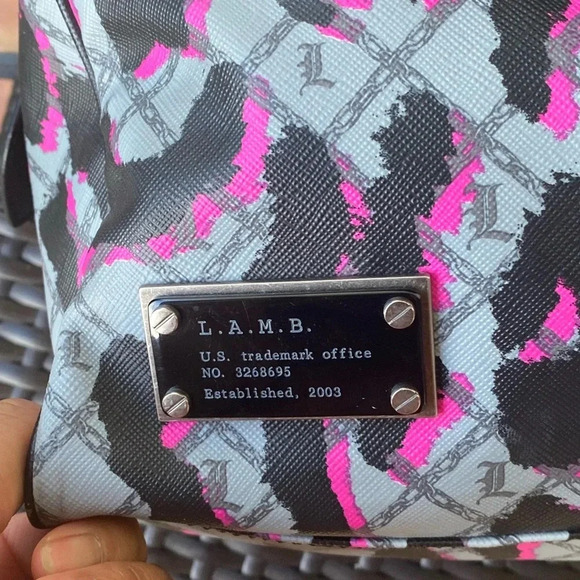 L
L.A.M.B.
U.S. trademark office
NO. 3268695
Established, 2003
L
L
L
L